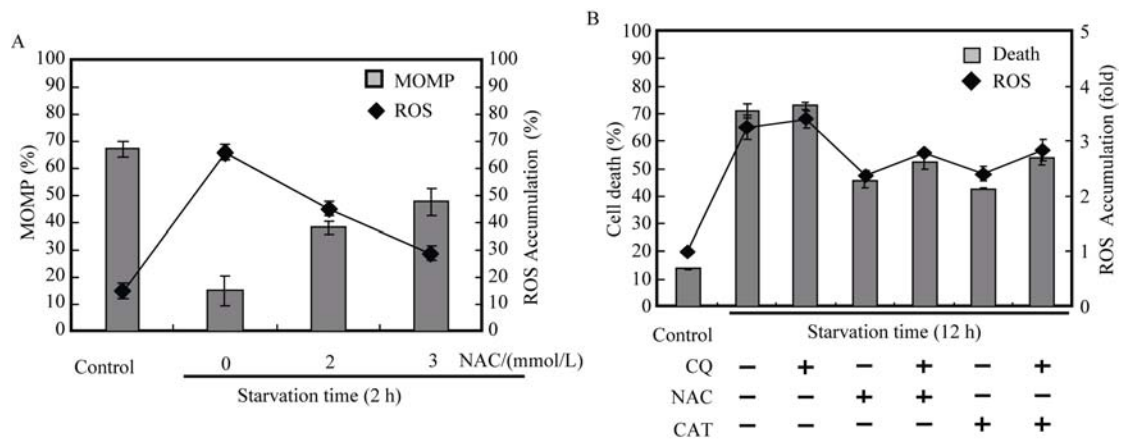 A
100 100
90 90
80 80
70 70
60 60
50 50
40 40
30 30
20 20
10 10
0 0
MOMP (%)
ROS Accumulation (%)
MOMP
ROS
Control 0 2 3 NAC/(mmol/L)
Starvation time (2 h)
B
100 5
90
80 4
70
60 3
50
40 2
30
20 1
10
0 0
Cell death (%)
ROS Accumulation (fold)
Death
ROS
Control Starvation time (12 h)
CQ − + − + − +
NAC − − + + − −
CAT − − − − + +